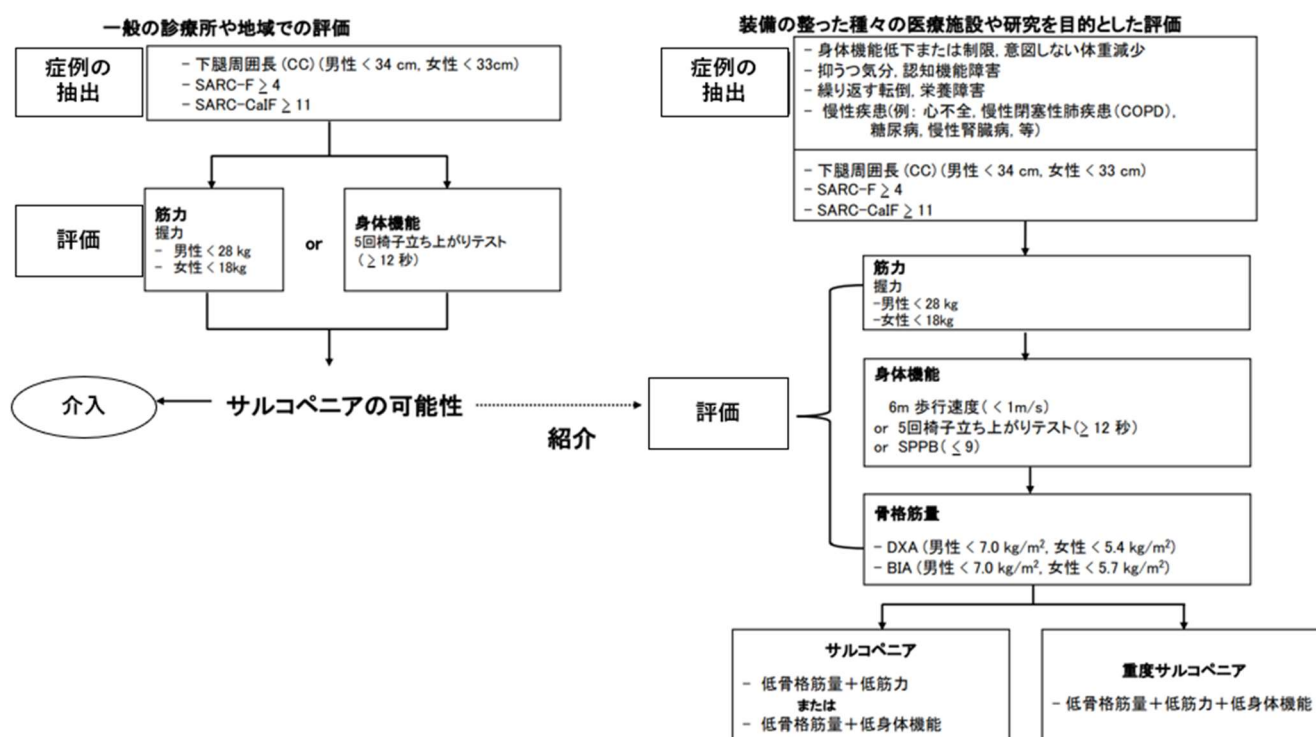 一般の診療所や地域での評価
症例の
抽出
- 下腿周囲長 (CC) (男性 < 34 cm, 女性 < 33cm)
- SARC-F ≥ 4
- SARC-CalF ≥ 11
評価
筋力
握力
- 男性 < 28 kg
- 女性 < 18kg
or
身体機能
5回椅子立ち上がりテスト
(≥ 12 秒)
介入
サルコペニアの可能性
紹介
装備の整った種々の医療施設や研究を目的とした評価
症例の
抽出
- 身体機能低下または制限, 意図しない体重減少
- 抑うつ気分, 認知機能障害
- 繰り返す転倒, 栄養障害
- 慢性疾患(例: 心不全, 慢性閉塞性肺疾患(COPD),
糖尿病, 慢性腎臓病, 等)
- 下腿周囲長 (CC) (男性 < 34 cm, 女性 < 33 cm)
- SARC-F ≥ 4
- SARC-CalF ≥ 11
評価
筋力
握力
-男性 < 28 kg
-女性 < 18kg
身体機能
6m 歩行速度( < 1m/s)
or 5回椅子立ち上がりテスト(≥ 12 秒)
or SPPB( ≤ 9)
骨格筋量
- DXA (男性 < 7.0 kg/m², 女性 < 5.4 kg/m²)
- BIA (男性 < 7.0 kg/m², 女性 < 5.7 kg/m²)
サルコペニア
- 低骨格筋量+低筋力
または
- 低骨格筋量+低身体機能
重度サルコペニア
- 低骨格筋量+低筋力+低身体機能